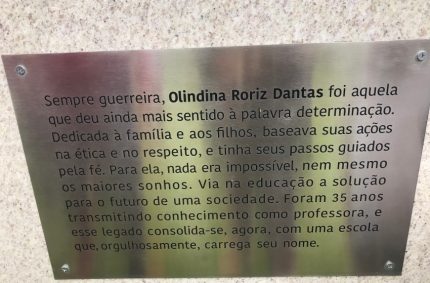 Sempre guerreira, Olindina Roriz Dantas foi aquela
que deu ainda mais sentido à palavra determinação.
Dedicada à família e aos filhos, baseava suas ações
na ética e no respeito, e tinha seus passos guiados
pela fé. Para ela, nada era impossível, nem mesmo
os maiores sonhos. Via na educação a solução
para o futuro de uma sociedade. Foram 35 anos
transmitindo conhecimento como professora, e
esse legado consolida-se, agora, com uma escola
que, orgulhosamente, carrega seu nome.